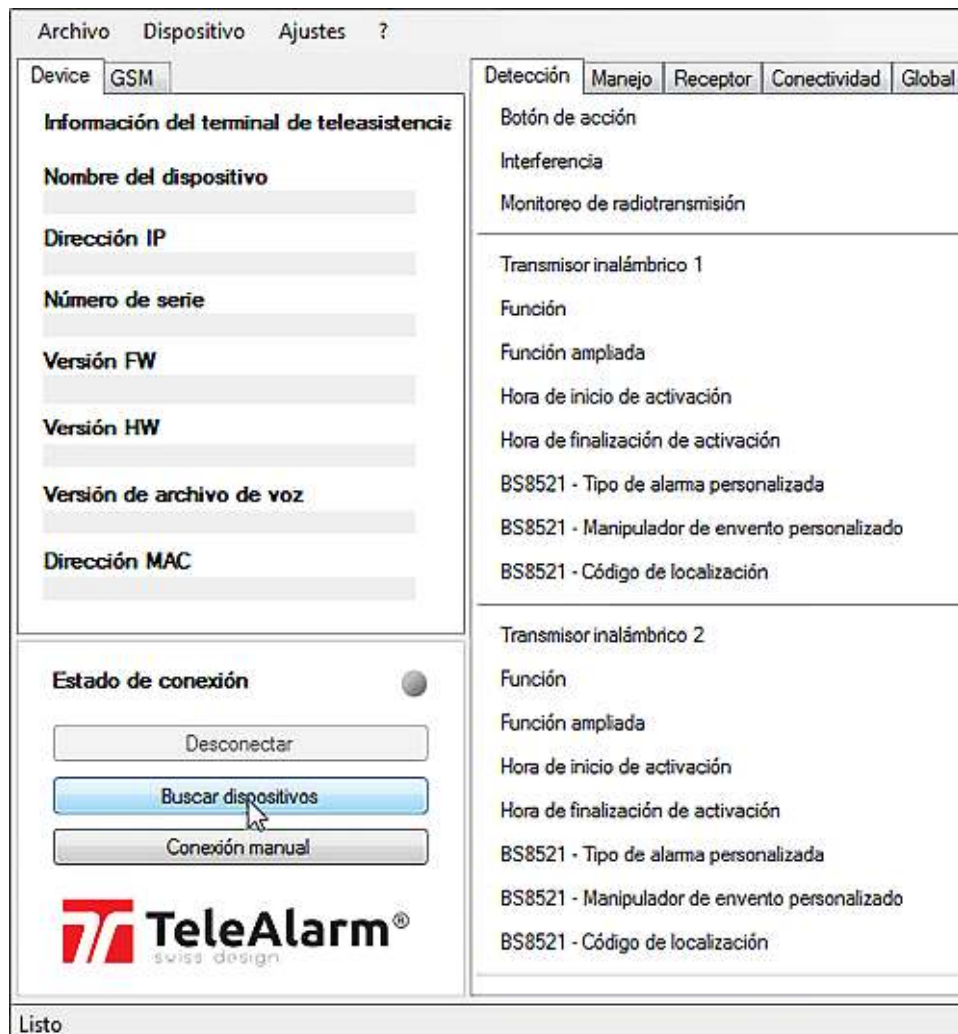 Archivo Dispositivo Ajustes ?
Device GSM
Información del terminal de teleasistencia
Nombre del dispositivo
Dirección IP
Número de serie
Versión FW
Versión HW
Versión de archivo de voz
Dirección MAC
Estado de conexión
Desconectar
Buscar dispositivos
Conexión manual
TeleAlarm®
swiss design
Detección Manejo Receptor Conectividad Global
Botón de acción
Interferencia
Monitoreo de radiotransmisión
Transmisor inalámbrico 1
Función
Función ampliada
Hora de inicio de activación
Hora de finalización de activación
BS8521 - Tipo de alarma personalizada
BS8521 - Manipulador de envento personalizado
BS8521 - Código de localización
Transmisor inalámbrico 2
Función
Función ampliada
Hora de inicio de activación
Hora de finalización de activación
BS8521 - Tipo de alarma personalizada
BS8521 - Manipulador de envento personalizado
BS8521 - Código de localización
Listo